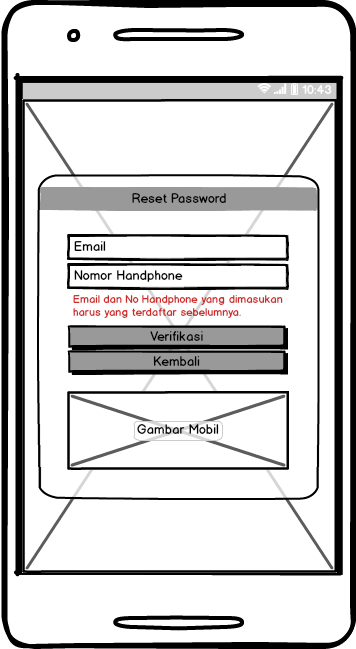 10:43
Reset Password
Email
Nomor Handphone
Email dan No Handphone yang dimasukan
harus yang terdaftar sebelumnya.
Verifikasi
Kembali
Gambar Mobil